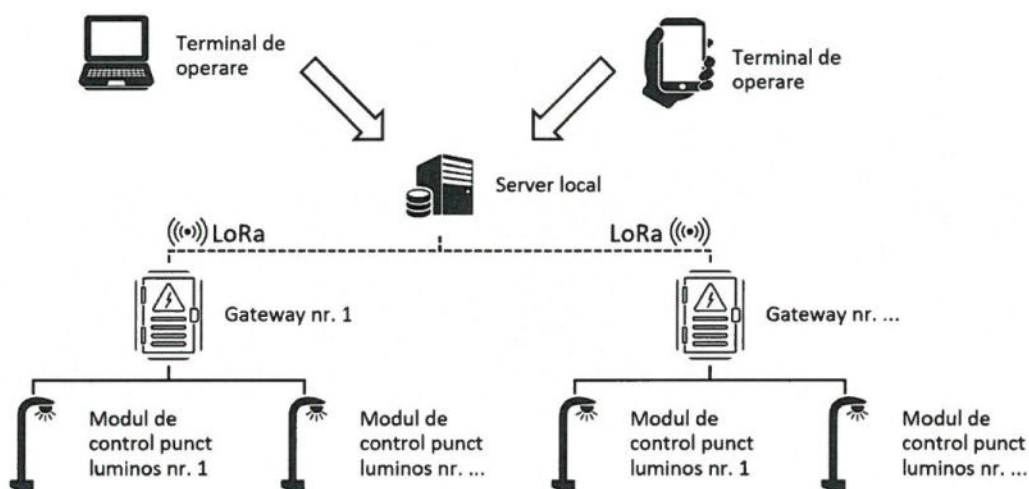 Terminal de
operare
Terminal de
operare
Server local
LoRa
LoRa
Gateway nr. 1
Gateway nr. ...
Modul de
control punct
luminos nr. 1
Modul de
control punct
luminos nr. ...
Modul de
control punct
luminos nr. 1
Modul de
control punct
luminos nr. ...